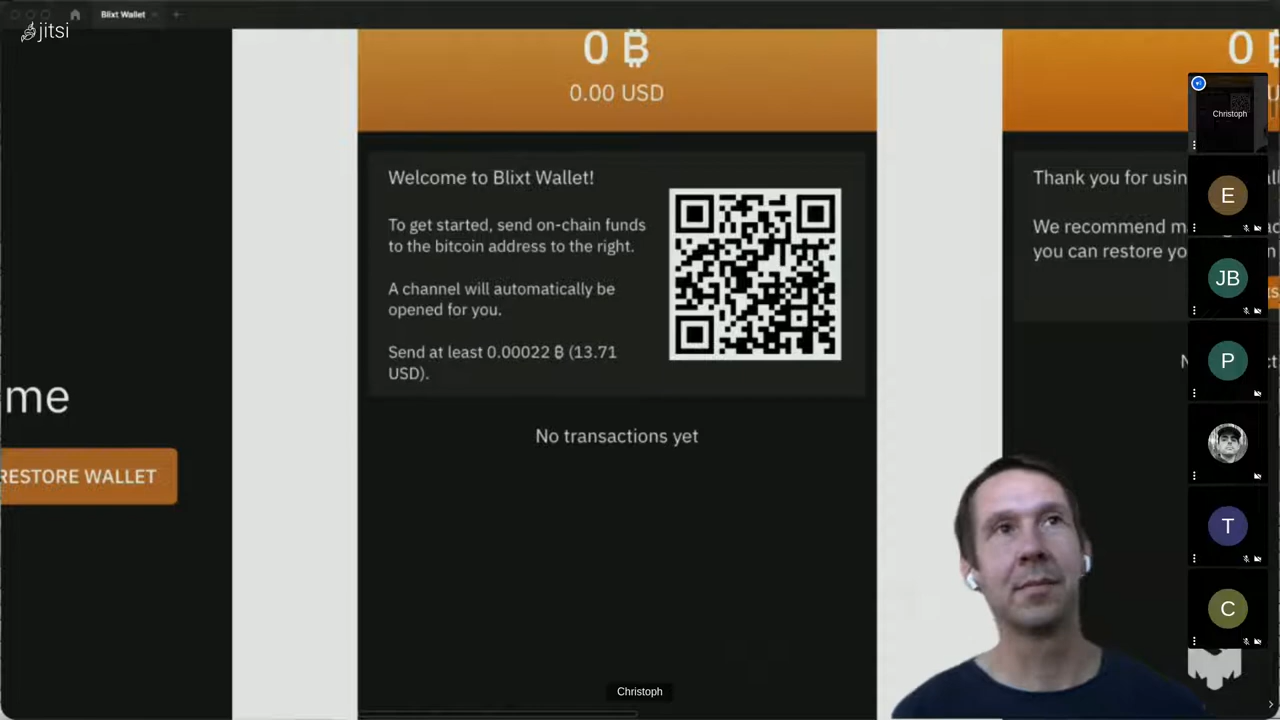 Blixt Wallet
jitsi
0 ₿
0.00 USD
Welcome to Blixt Wallet!
To get started, send on-chain funds
to the bitcoin address to the right.
A channel will automatically be
opened for you.
Send at least 0.00022 ₿ (13.71
USD).
No transactions yet
me
RESTORE WALLET
0
Thank you for usin
We recommend m
you can restore yo
Christoph
E
JB
P
T
C
Christoph